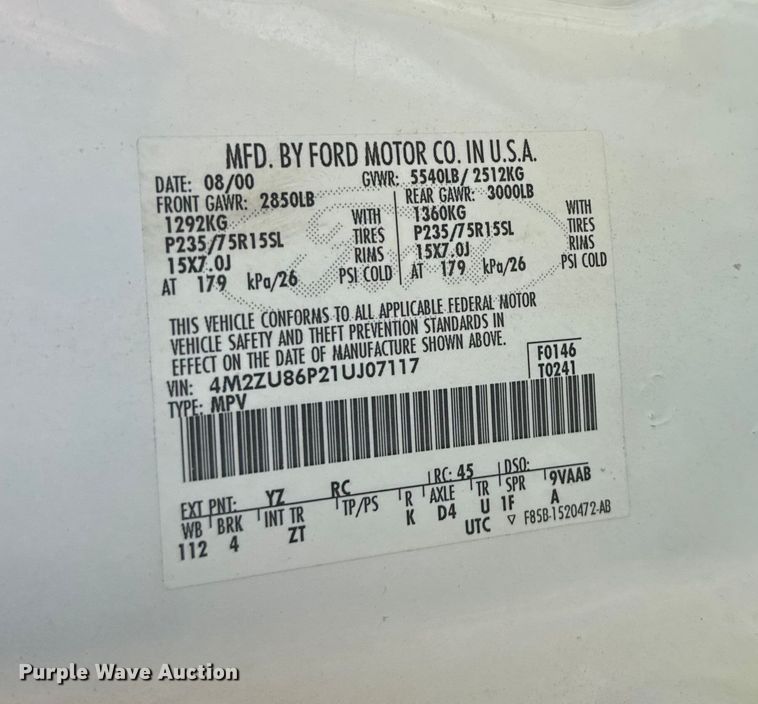 MFD. BY FORD MOTOR CO. IN U.S.A.
DATE: 08/00 GVWR: 5540LB/ 2512KG
FRONT GAWR: 2850LB REAR GAWR: 3000LB
1292KG WITH 1360KG WITH
P235/75R15SL TIRES P235/75R15SL TIRES
15X7.0J RIMS 15X7.0J RIMS
AT 179 kPa/26 PSI COLD AT 179 kPa/26 PSI COLD
THIS VEHICLE CONFORMS TO ALL APPLICABLE FEDERAL MOTOR
VEHICLE SAFETY AND THEFT PREVENTION STANDARDS IN
EFFECT ON THE DATE OF MANUFACTURE SHOWN ABOVE.
VIN: 4M2ZU86P21UJ07117 F0146
TYPE: MPV T0241
EXT PNT: YZ RC RC: 45 DSO:
WB BRK INT TR TP/PS R AXLE TR SPR 9VAAB
112 4 ZT K D4 U 1F A
UTC ▽ F85B-1520472-AB
Purple Wave Auction